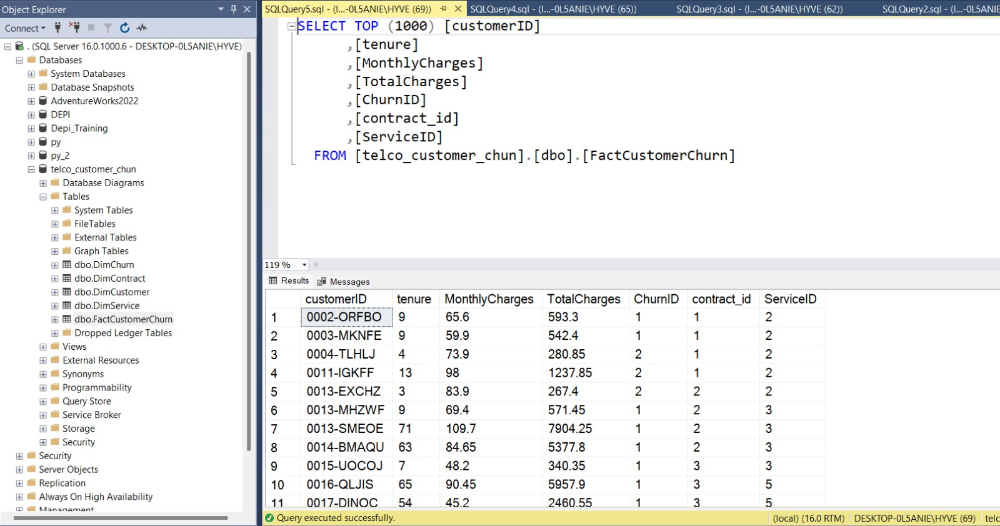 Object Explorer
Connect
. (SQL Server 16.0.1000.6 - DESKTOP-0L5ANIE\HYVE)
Databases
System Databases
Database Snapshots
AdventureWorks2022
DEPI
Depi_Training
py
py_2
telco_customer_chun
Database Diagrams
Tables
System Tables
FileTables
External Tables
Graph Tables
dbo.DimChurn
dbo.DimContract
dbo.DimCustomer
dbo.DimService
dbo.FactCustomerChurn
Dropped Ledger Tables
Views
External Resources
Synonyms
Programmability
Query Store
Service Broker
Storage
Security
Security
Server Objects
Replication
Always On High Availability
Management
SQLQuery5.sql - (l...-0L5ANIE\HYVE (69)) SQLQuery4.sql - (l...-0L5ANIE\HYVE (65)) SQLQuery3.sql - (l...-0L5ANIE\HYVE (62)) SQLQuery2.sql - (l...-0L5ANIE
SELECT TOP (1000) [customerID]
,[tenure]
,[MonthlyCharges]
,[TotalCharges]
,[ChurnID]
,[contract_id]
,[ServiceID]
FROM [telco_customer_chun].[dbo].[FactCustomerChurn]
119 %
Results Messages
customerID tenure MonthlyCharges TotalCharges ChurnID contract_id ServiceID
1 0002-ORFBO 9 65.6 593.3 1 1 2
2 0003-MKNFE 9 59.9 542.4 1 1 2
3 0004-TLHLJ 4 73.9 280.85 2 1 2
4 0011-IGKFF 13 98 1237.85 2 1 2
5 0013-EXCHZ 3 83.9 267.4 2 2 2
6 0013-MHZWF 9 69.4 571.45 1 2 3
7 0013-SMEOE 71 109.7 7904.25 1 2 3
8 0014-BMAQU 63 84.65 5377.8 1 2 3
9 0015-UOCOJ 7 48.2 340.35 1 3 3
10 0016-QLJIS 65 90.45 5957.9 1 3 5
11 0017-DINOC 54 45.2 2460.55 1 3 5
Query executed successfully. (local) (16.0 RTM) DESKTOP-0L5ANIE\HYVE (69) telc